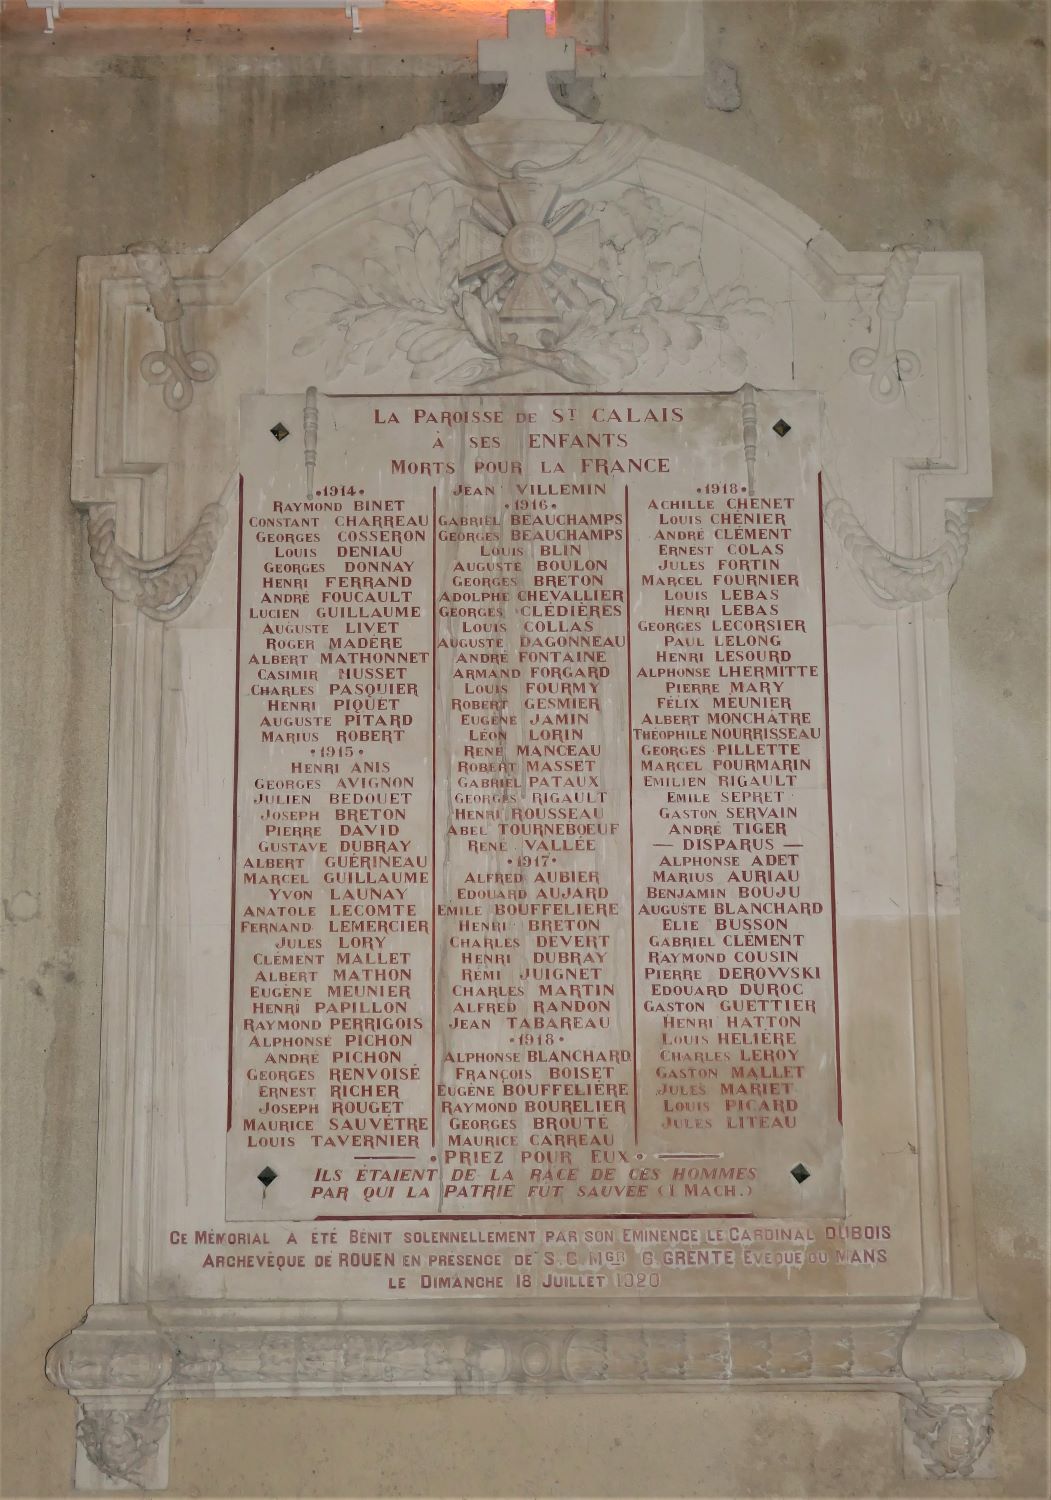 LA PAROISSE DE ST CALAIS
À SES ENFANTS
MORTS POUR LA FRANCE
•1914•
RAYMOND BINET
CONSTANT CHARREAU
GEORGES COSSERON
LOUIS DENIAU
GEORGES DONNAY
HENRI FERRAND
ANDRÉ FOUCAULT
LUCIEN GUILLAUME
AUGUSTE LIVET
ROGER MADÈRE
ALBERT MATHONNET
CASIMIR MUSSET
CHARLES PASQUIER
HENRI PIQUET
AUGUSTE PITARD
MARIUS ROBERT
•1915•
HENRI ANIS
GEORGES AVIGNON
JULIEN BEDOUET
JOSEPH BRETON
PIERRE DAVID
GUSTAVE DUBRAY
ALBERT GUÉRINEAU
MARCEL GUILLAUME
YVON LAUNAY
ANATOLE LECOMTE
FERNAND LEMERCIER
JULES LORY
CLÉMENT MALLET
ALBERT MATHON
EUGÈNE MEUNIER
HENRI PAPILLON
RAYMOND PERRIGOIS
ALPHONSE PICHON
ANDRÉ PICHON
GEORGES RENVOISÉ
ERNEST RICHER
JOSEPH ROUGET
MAURICE SAUVÊTRE
LOUIS TAVERNIER
JEAN VILLEMIN
•1916•
GABRIEL BEAUCHAMPS
GEORGES BEAUCHAMPS
LOUIS BLIN
AUGUSTE BOULON
GEORGES BRETON
ADOLPHE CHEVALLIER
GEORGES CLÉDIÈRES
LOUIS COLLAS
AUGUSTE DAGONNEAU
ANDRÉ FONTAINE
ARMAND FORGARD
LOUIS FOURMY
ROBERT GESMIER
EUGÈNE JAMIN
LÉON LORIN
RENÉ MANCEAU
ROBERT MASSET
GABRIEL PATAUX
GEORGES RIGAULT
HENRI ROUSSEAU
ABEL TOURNEBŒUF
RENÉ VALLÉE
•1917•
ALFRED AUBIER
EDOUARD AUJARD
ÉMILE BOUFFELIÈRE
HENRI BRETON
CHARLES DEVERT
HENRI DUBRAY
RÉMI JUIGNET
CHARLES MARTIN
ALFRED RANDON
JEAN TABAREAU
•1918•
ALPHONSE BLANCHARD
FRANÇOIS BOISET
EUGÈNE BOUFFELIÈRE
RAYMOND BOURELIER
GEORGES BROUTÉ
MAURICE CARREAU
•1918•
ACHILLE CHENET
LOUIS CHÉNIER
ANDRÉ CLÉMENT
ERNEST COLAS
JULES FORTIN
MARCEL FOURNIER
LOUIS LEBAS
HENRI LEBAS
GEORGES LECORSIER
PAUL LELONG
HENRI LESOURD
ALPHONSE LHERMITTE
PIERRE MARY
FÉLIX MEUNIER
ALBERT MONCHÂTRE
THÉOPHILE NOURRISSEAU
GEORGES PILLETTE
MARCEL POURMARIN
EMILIEN RIGAULT
EMILE SEPRET
GASTON SERVAIN
ANDRÉ TIGER
— DISPARUS —
ALPHONSE ADET
MARIUS AURIAU
BENJAMIN BOUJU
AUGUSTE BLANCHARD
ELIE BUSSON
GABRIEL CLÉMENT
RAYMOND COUSIN
PIERRE DEROWSKI
EDOUARD DUROC
GASTON GUETTIER
HENRI HATTON
LOUIS HELIÈRE
CHARLES LEROY
GASTON MALLET
JULES MARIET
LOUIS PICARD
JULES LITEAU
• PRIEZ POUR EUX •
ILS ÉTAIENT DE LA RACE DE CES HOMMES
PAR QUI LA PATRIE FUT SAUVÉE (I MACH.)
CE MÉMORIAL A ÉTÉ BÉNIT SOLENNELLEMENT PAR SON EMINENCE LE CARDINAL DUBOIS
ARCHEVÊQUE DE ROUEN EN PRESENCE DE S.G. MGR G. GRENTE EVÊQUE DU MANS
LE DIMANCHE 18 JUILLET 1920